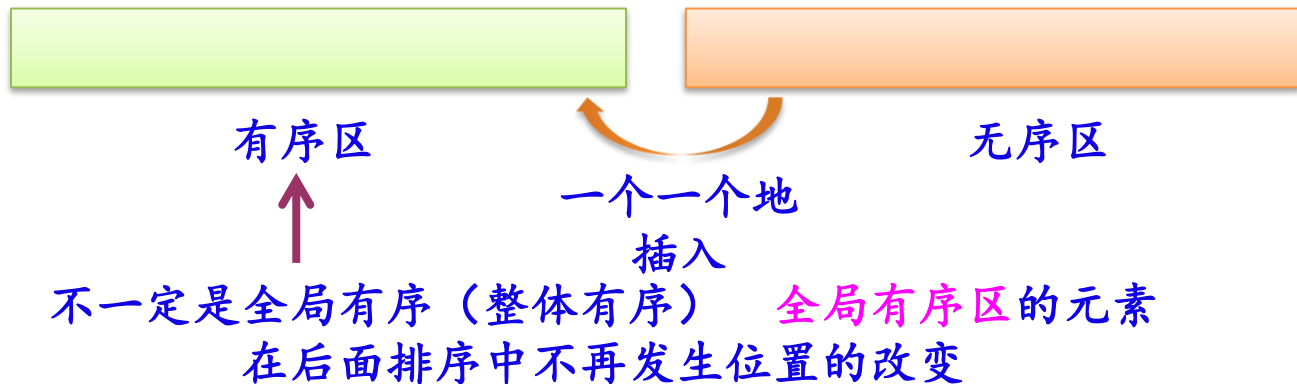 有序区
无序区
一个一个地
插入
不一定是全局有序（整体有序） 全局有序区的元素
在后面排序中不再发生位置的改变